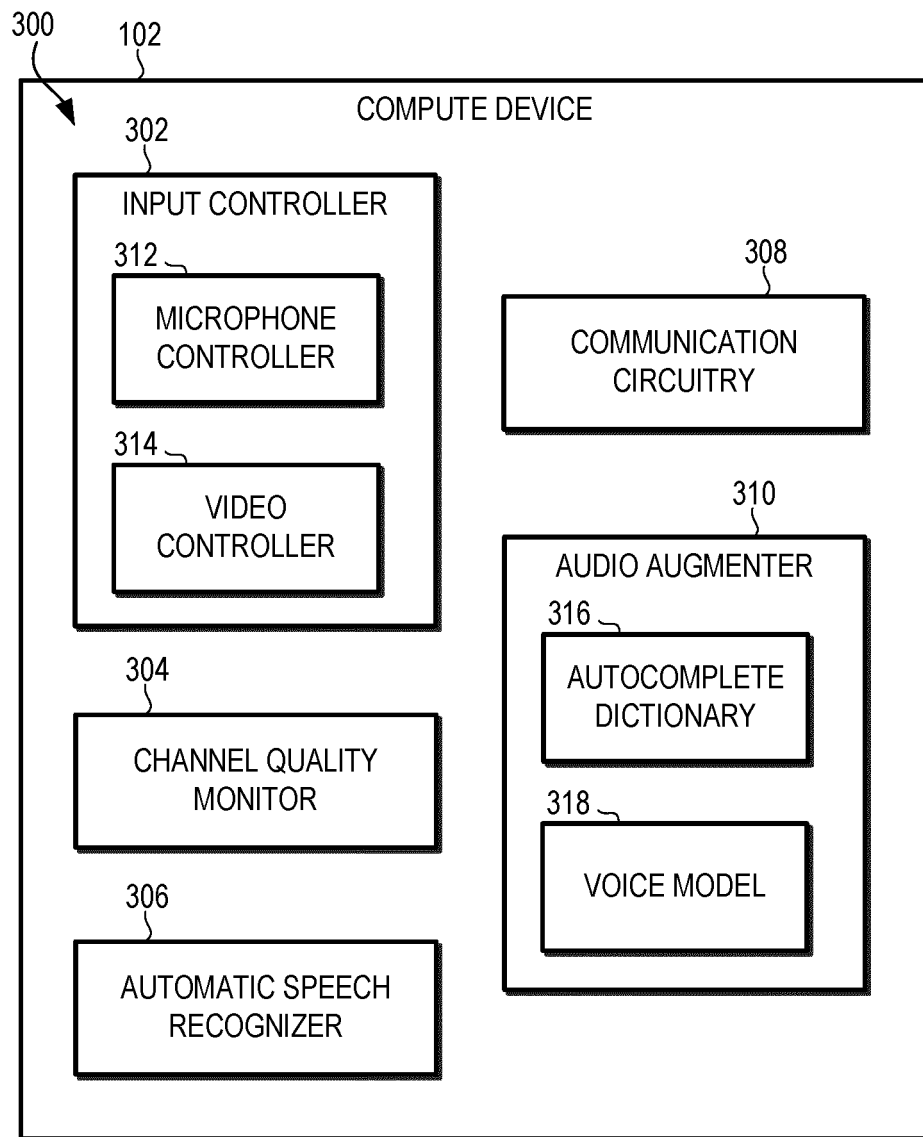 300
102
COMPUTE DEVICE
302
INPUT CONTROLLER
312
MICROPHONE
CONTROLLER
314
VIDEO
CONTROLLER
304
CHANNEL QUALITY
MONITOR
306
AUTOMATIC SPEECH
RECOGNIZER
308
COMMUNICATION
CIRCUITRY
310
AUDIO AUGMENTER
316
AUTOCOMPLETE
DICTIONARY
318
VOICE MODEL